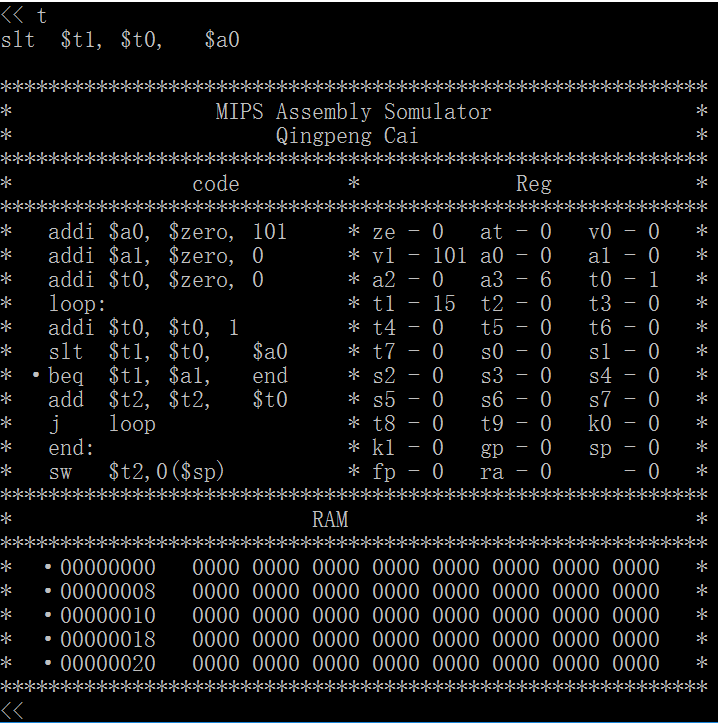 << t
slt  $t1, $t0,   $a0
***********************************************************
*                 MIPS Assembly Somulator                 *
*                      Qingpeng Cai                       *
***********************************************************
*               code         *             Reg            *
***********************************************************
*   addi $a0, $zero, 101     * ze - 0   at - 0   v0 - 0   *
*   addi $a1, $zero, 0       * v1 - 101 a0 - 0   a1 - 0   *
*   addi $t0, $zero, 0       * a2 - 0   a3 - 6   t0 - 1   *
*   loop:                    * t1 - 15  t2 - 0   t3 - 0   *
*   addi $t0, $t0, 1         * t4 - 0   t5 - 0   t6 - 0   *
*   slt  $t1, $t0,    $a0    * t7 - 0   s0 - 0   s1 - 0   *
*  ·beq  $t1, $a1,    end    * s2 - 0   s3 - 0   s4 - 0   *
*   add  $t2, $t2,    $t0    * s5 - 0   s6 - 0   s7 - 0   *
*   j    loop                * t8 - 0   t9 - 0   k0 - 0   *
*   end:                     * k1 - 0   gp - 0   sp - 0   *
*   sw   $t2,0($sp)          * fp - 0   ra - 0      - 0   *
***********************************************************
*                         RAM                             *
***********************************************************
*   ·00000000   0000 0000 0000 0000 0000 0000 0000 0000   *
*   ·00000008   0000 0000 0000 0000 0000 0000 0000 0000   *
*   ·00000010   0000 0000 0000 0000 0000 0000 0000 0000   *
*   ·00000018   0000 0000 0000 0000 0000 0000 0000 0000   *
*   ·00000020   0000 0000 0000 0000 0000 0000 0000 0000   *
***********************************************************
<<